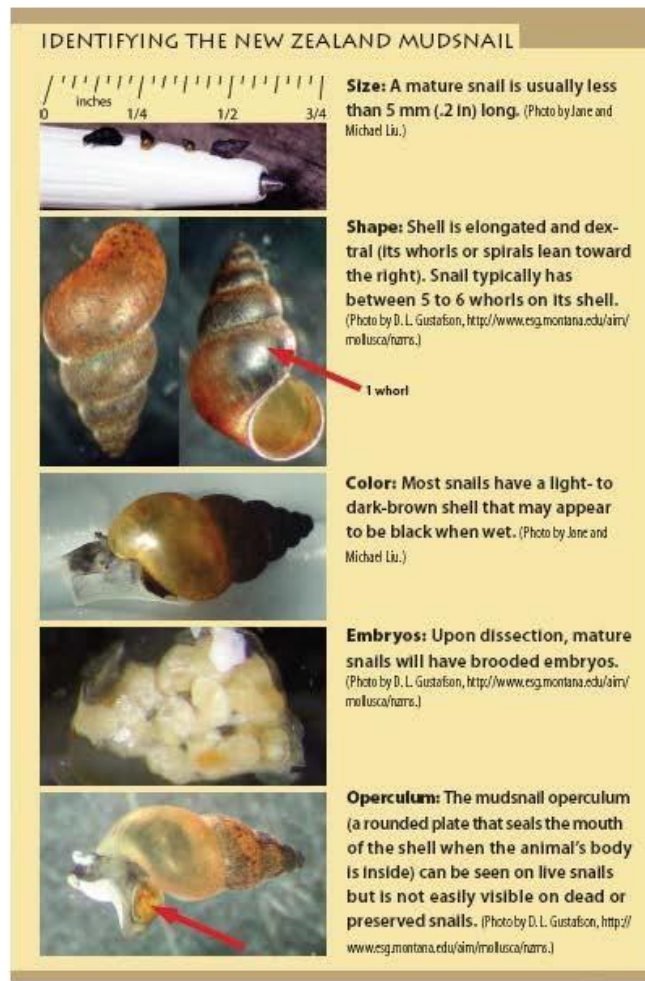 IDENTIFYING THE NEW ZEALAND MUDSNAIL
inches
0 1/4 1/2 3/4
Size: A mature snail is usually less
than 5 mm (.2 in) long. (Photo by Jane and
Michael Liu.)
Shape: Shell is elongated and dex-
tral (its whorls or spirals lean toward
the right). Snail typically has
between 5 to 6 whorls on its shell.
(Photo by D. L. Gustafson, http://www.esg.montana.edu/aim/
mollusca/nzms.)
1 whorl
Color: Most snails have a light- to
dark-brown shell that may appear
to be black when wet. (Photo by Jane and
Michael Liu.)
Embryos: Upon dissection, mature
snails will have brooded embryos.
(Photo by D. L. Gustafson, http://www.esg.montana.edu/aim/
mollusca/nzms.)
Operculum: The mudsnail operculum
(a rounded plate that seals the mouth
of the shell when the animal's body
is inside) can be seen on live snails
but is not easily visible on dead or
preserved snails. (Photo by D. L. Gustafson, http://
www.esg.montana.edu/aim/mollusca/nzms.)